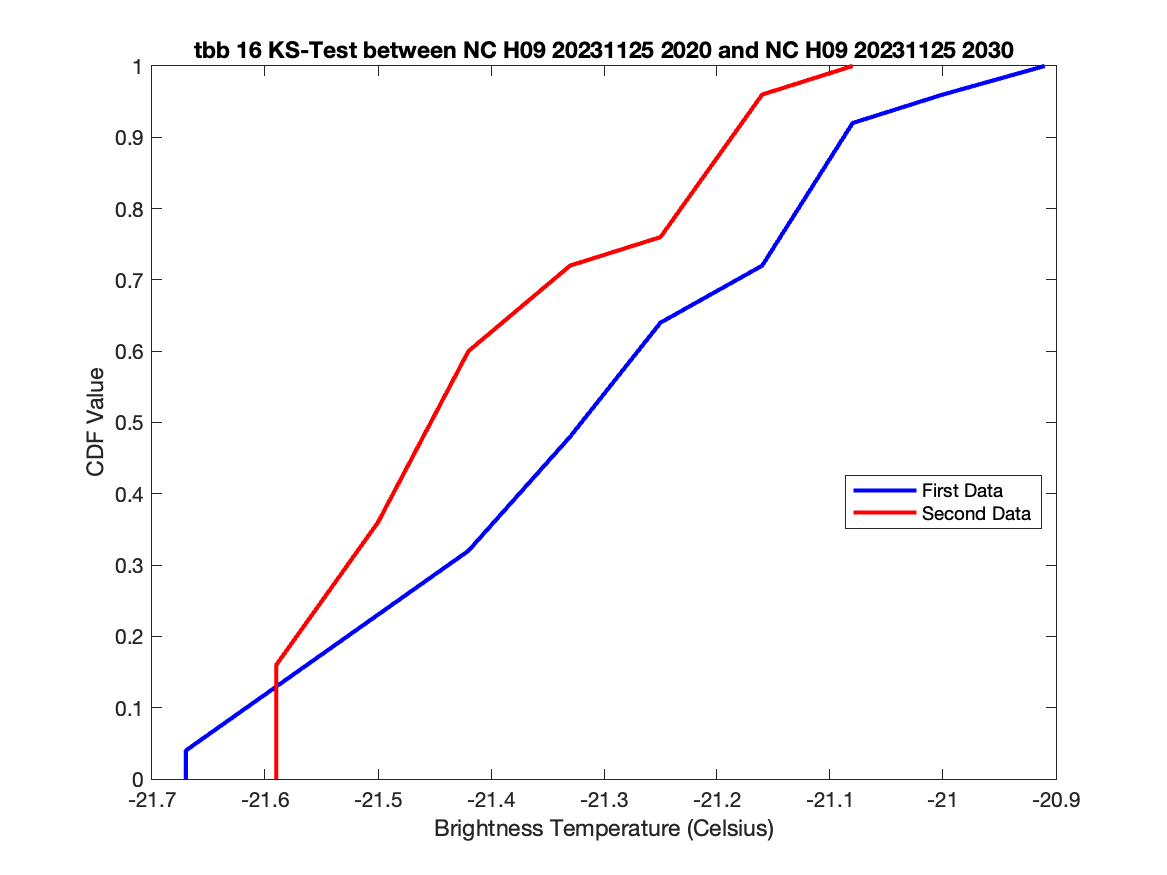 tbb 16 KS-Test between NC H09 20231125 2020 and NC H09 20231125 2030
1
0.9
0.8
0.7
0.6
0.5
0.4
0.3
0.2
0.1
0
CDF Value
First Data
Second Data
-21.7 -21.6 -21.5 -21.4 -21.3 -21.2 -21.1 -21 -20.9
Brightness Temperature (Celsius)